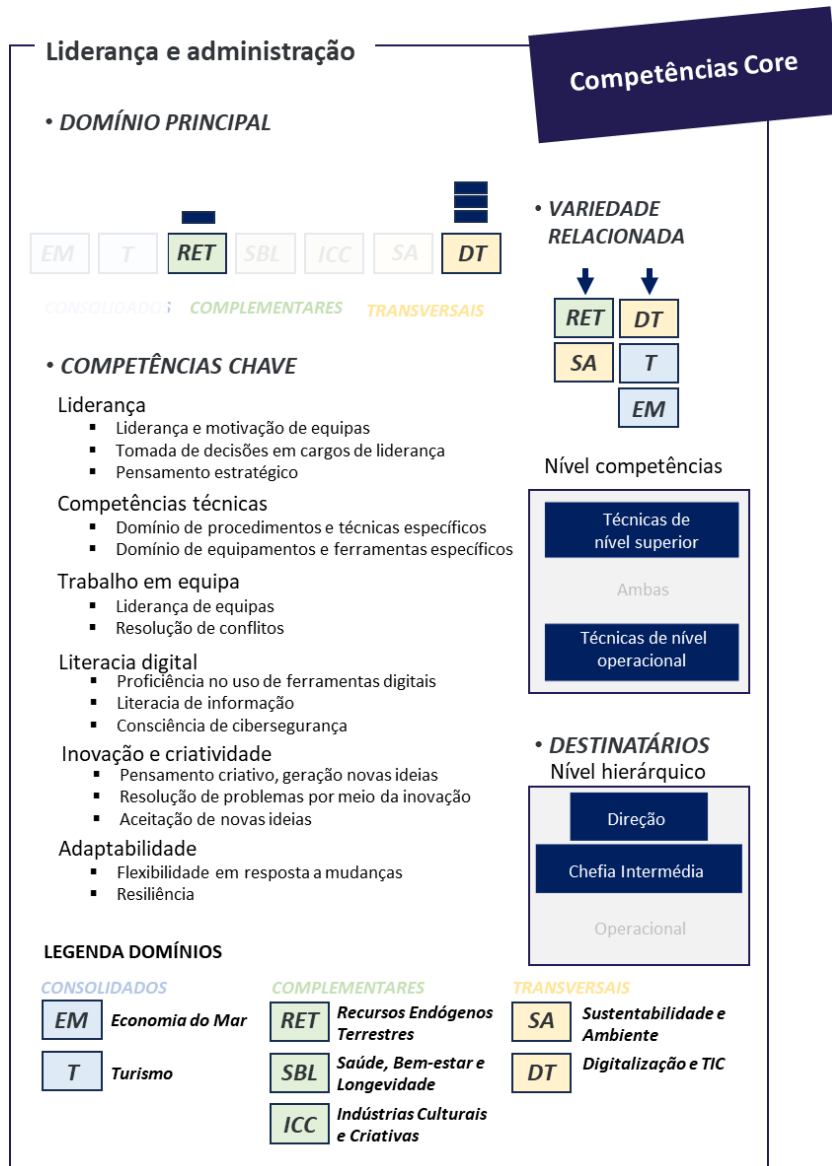 Liderança e administração
Competências Core
• DOMÍNIO PRINCIPAL
EM
T
RET
SBL
ICC
SA
DT
CONSOLIDADOS
COMPLEMENTARES
TRANSVERSAIS
• VARIEDADE
RELACIONADA
RET
DT
SA
T
EM
• COMPETÊNCIAS CHAVE
Liderança
▪ Liderança e motivação de equipas
▪ Tomada de decisões em cargos de liderança
▪ Pensamento estratégico
Competências técnicas
▪ Domínio de procedimentos e técnicas específicos
▪ Domínio de equipamentos e ferramentas específicos
Trabalho em equipa
▪ Liderança de equipas
▪ Resolução de conflitos
Literacia digital
▪ Proficiência no uso de ferramentas digitais
▪ Literacia de informação
▪ Consciência de cibersegurança
Inovação e criatividade
▪ Pensamento criativo, geração novas ideias
▪ Resolução de problemas por meio da inovação
▪ Aceitação de novas ideias
Adaptabilidade
▪ Flexibilidade em resposta a mudanças
▪ Resiliência
Nível competências
Técnicas de
nível superior
Ambas
Técnicas de nível
operacional
• DESTINATÁRIOS
Nível hierárquico
Direção
Chefia Intermédia
Operacional
LEGENDA DOMÍNIOS
CONSOLIDADOS
EM
Economia do Mar
T
Turismo
COMPLEMENTARES
RET
Recursos Endógenos
Terrestres
SBL
Saúde, Bem-estar e
Longevidade
ICC
Indústrias Culturais
e Criativas
TRANSVERSAIS
SA
Sustentabilidade e
Ambiente
DT
Digitalização e TIC